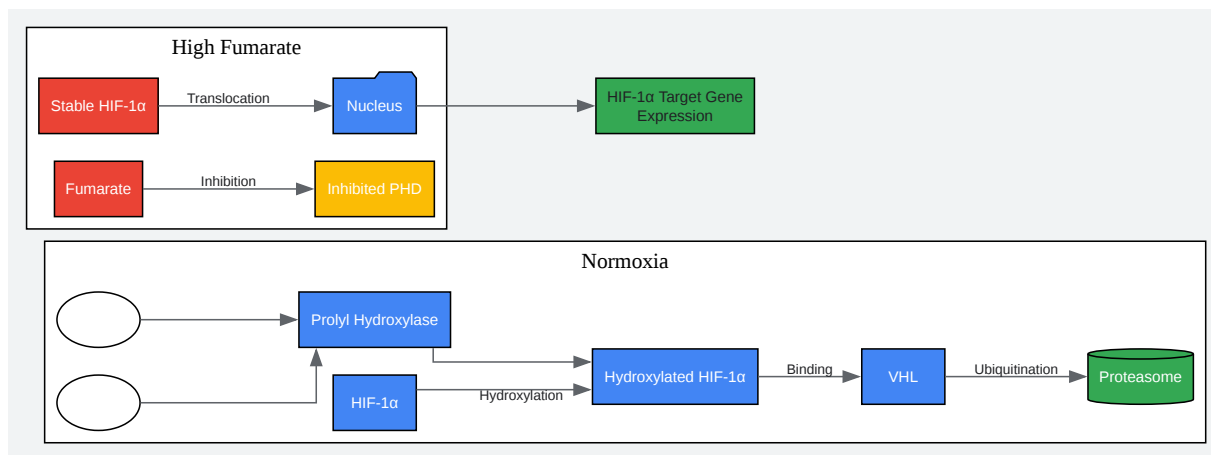 High Fumarate
Stable HIF-1α
Translocation
Nucleus
HIF-1α Target Gene
Expression
Fumarate
Inhibition
Inhibited PHD
Normoxia
Prolyl Hydroxylase
HIF-1α
Hydroxylation
Hydroxylated HIF-1α
Binding
VHL
Ubiquitination
Proteasome